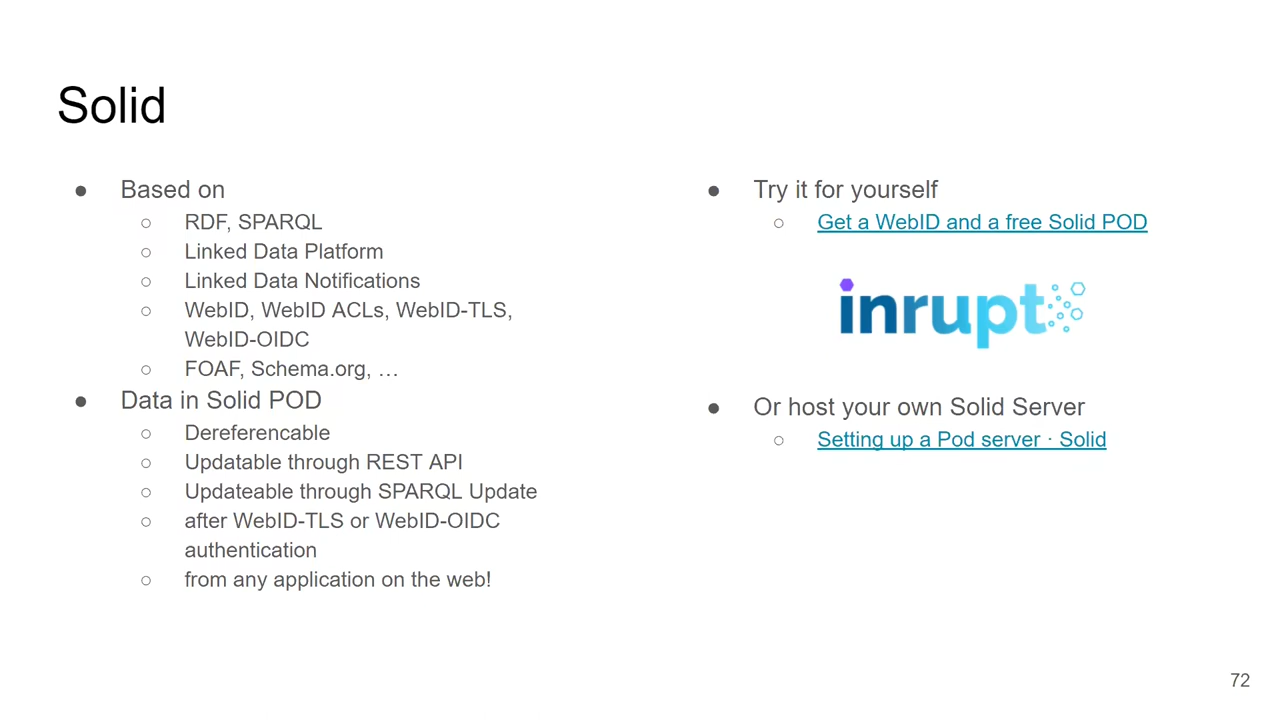 Solid
● Based on
○ RDF, SPARQL
○ Linked Data Platform
○ Linked Data Notifications
○ WebID, WebID ACLs, WebID-TLS,
WebID-OIDC
○ FOAF, Schema.org, …
● Data in Solid POD
○ Dereferencable
○ Updatable through REST API
○ Updateable through SPARQL Update
○ after WebID-TLS or WebID-OIDC
authentication
○ from any application on the web!
● Try it for yourself
○ Get a WebID and a free Solid POD
inrupt
● Or host your own Solid Server
○ Setting up a Pod server · Solid
72